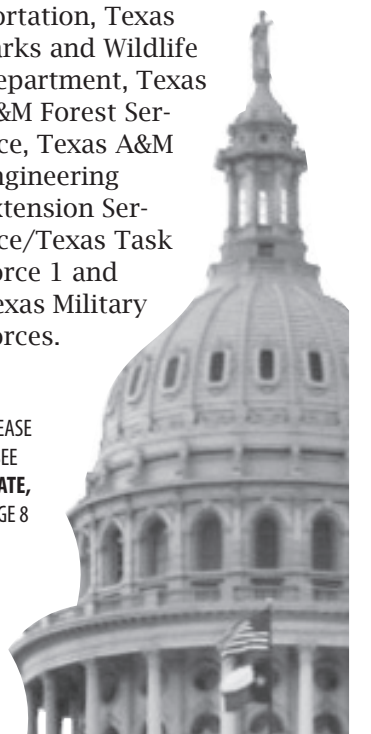 ortation, Texas
arks and Wildlife
epartment, Texas
&M Forest Ser-
ce, Texas A&M
ngineering
xtension Ser-
ce/Texas Task
orce 1 and
exas Military
orces.
EASE
EE
ATE,
GE 8